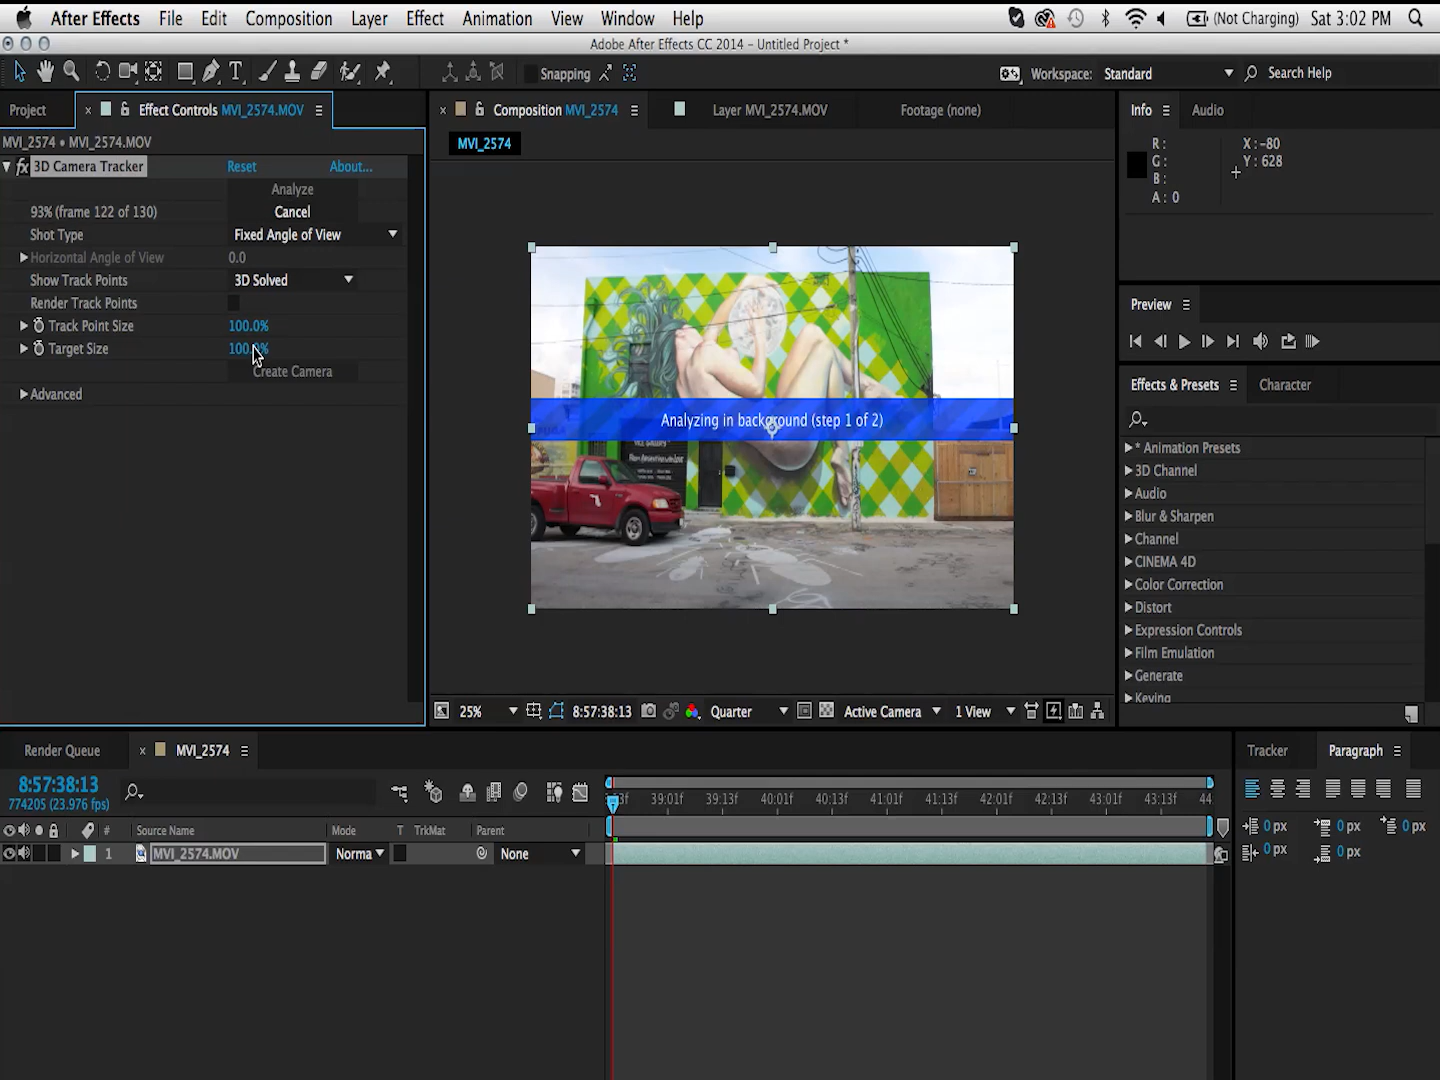 After Effects File Edit Composition Layer Effect Animation View Window Help (Not Charging) Sat 3:02 PM
Adobe After Effects CC 2014 – Untitled Project *
T Snapping Workspace: Standard Search Help
Project × Effect Controls MVI_2574.MOV
MVI_2574 • MVI_2574.MOV
fx 3D Camera Tracker Reset About...
Analyze
93% (frame 122 of 130) Cancel
Shot Type Fixed Angle of View
Horizontal Angle of View 0.0
Show Track Points 3D Solved
Render Track Points
Track Point Size 100.0%
Target Size 100.0%
Create Camera
Advanced
× Composition MVI_2574 Layer MVI_2574.MOV Footage (none)
MVI_2574
Analyzing in background (step 1 of 2)
25% 8:57:38:13 Quarter Active Camera 1 View
Info Audio
R : X : -80
G : Y : 628
B :
A : 0
Preview
Effects & Presets Character
* Animation Presets
3D Channel
Audio
Blur & Sharpen
Channel
CINEMA 4D
Color Correction
Distort
Expression Controls
Film Emulation
Generate
Keying
Render Queue × MVI_2574
8:57:38:13
774205 (23.976 fps)
39:01f 39:13f 40:01f 40:13f 41:01f 41:13f 42:01f 42:13f 43:01f 43:13f 44
# Source Name Mode T TrkMat Parent
1 MVI_2574.MOV Norma None
Tracker Paragraph
0 px 0 px 0 px
0 px 0 px